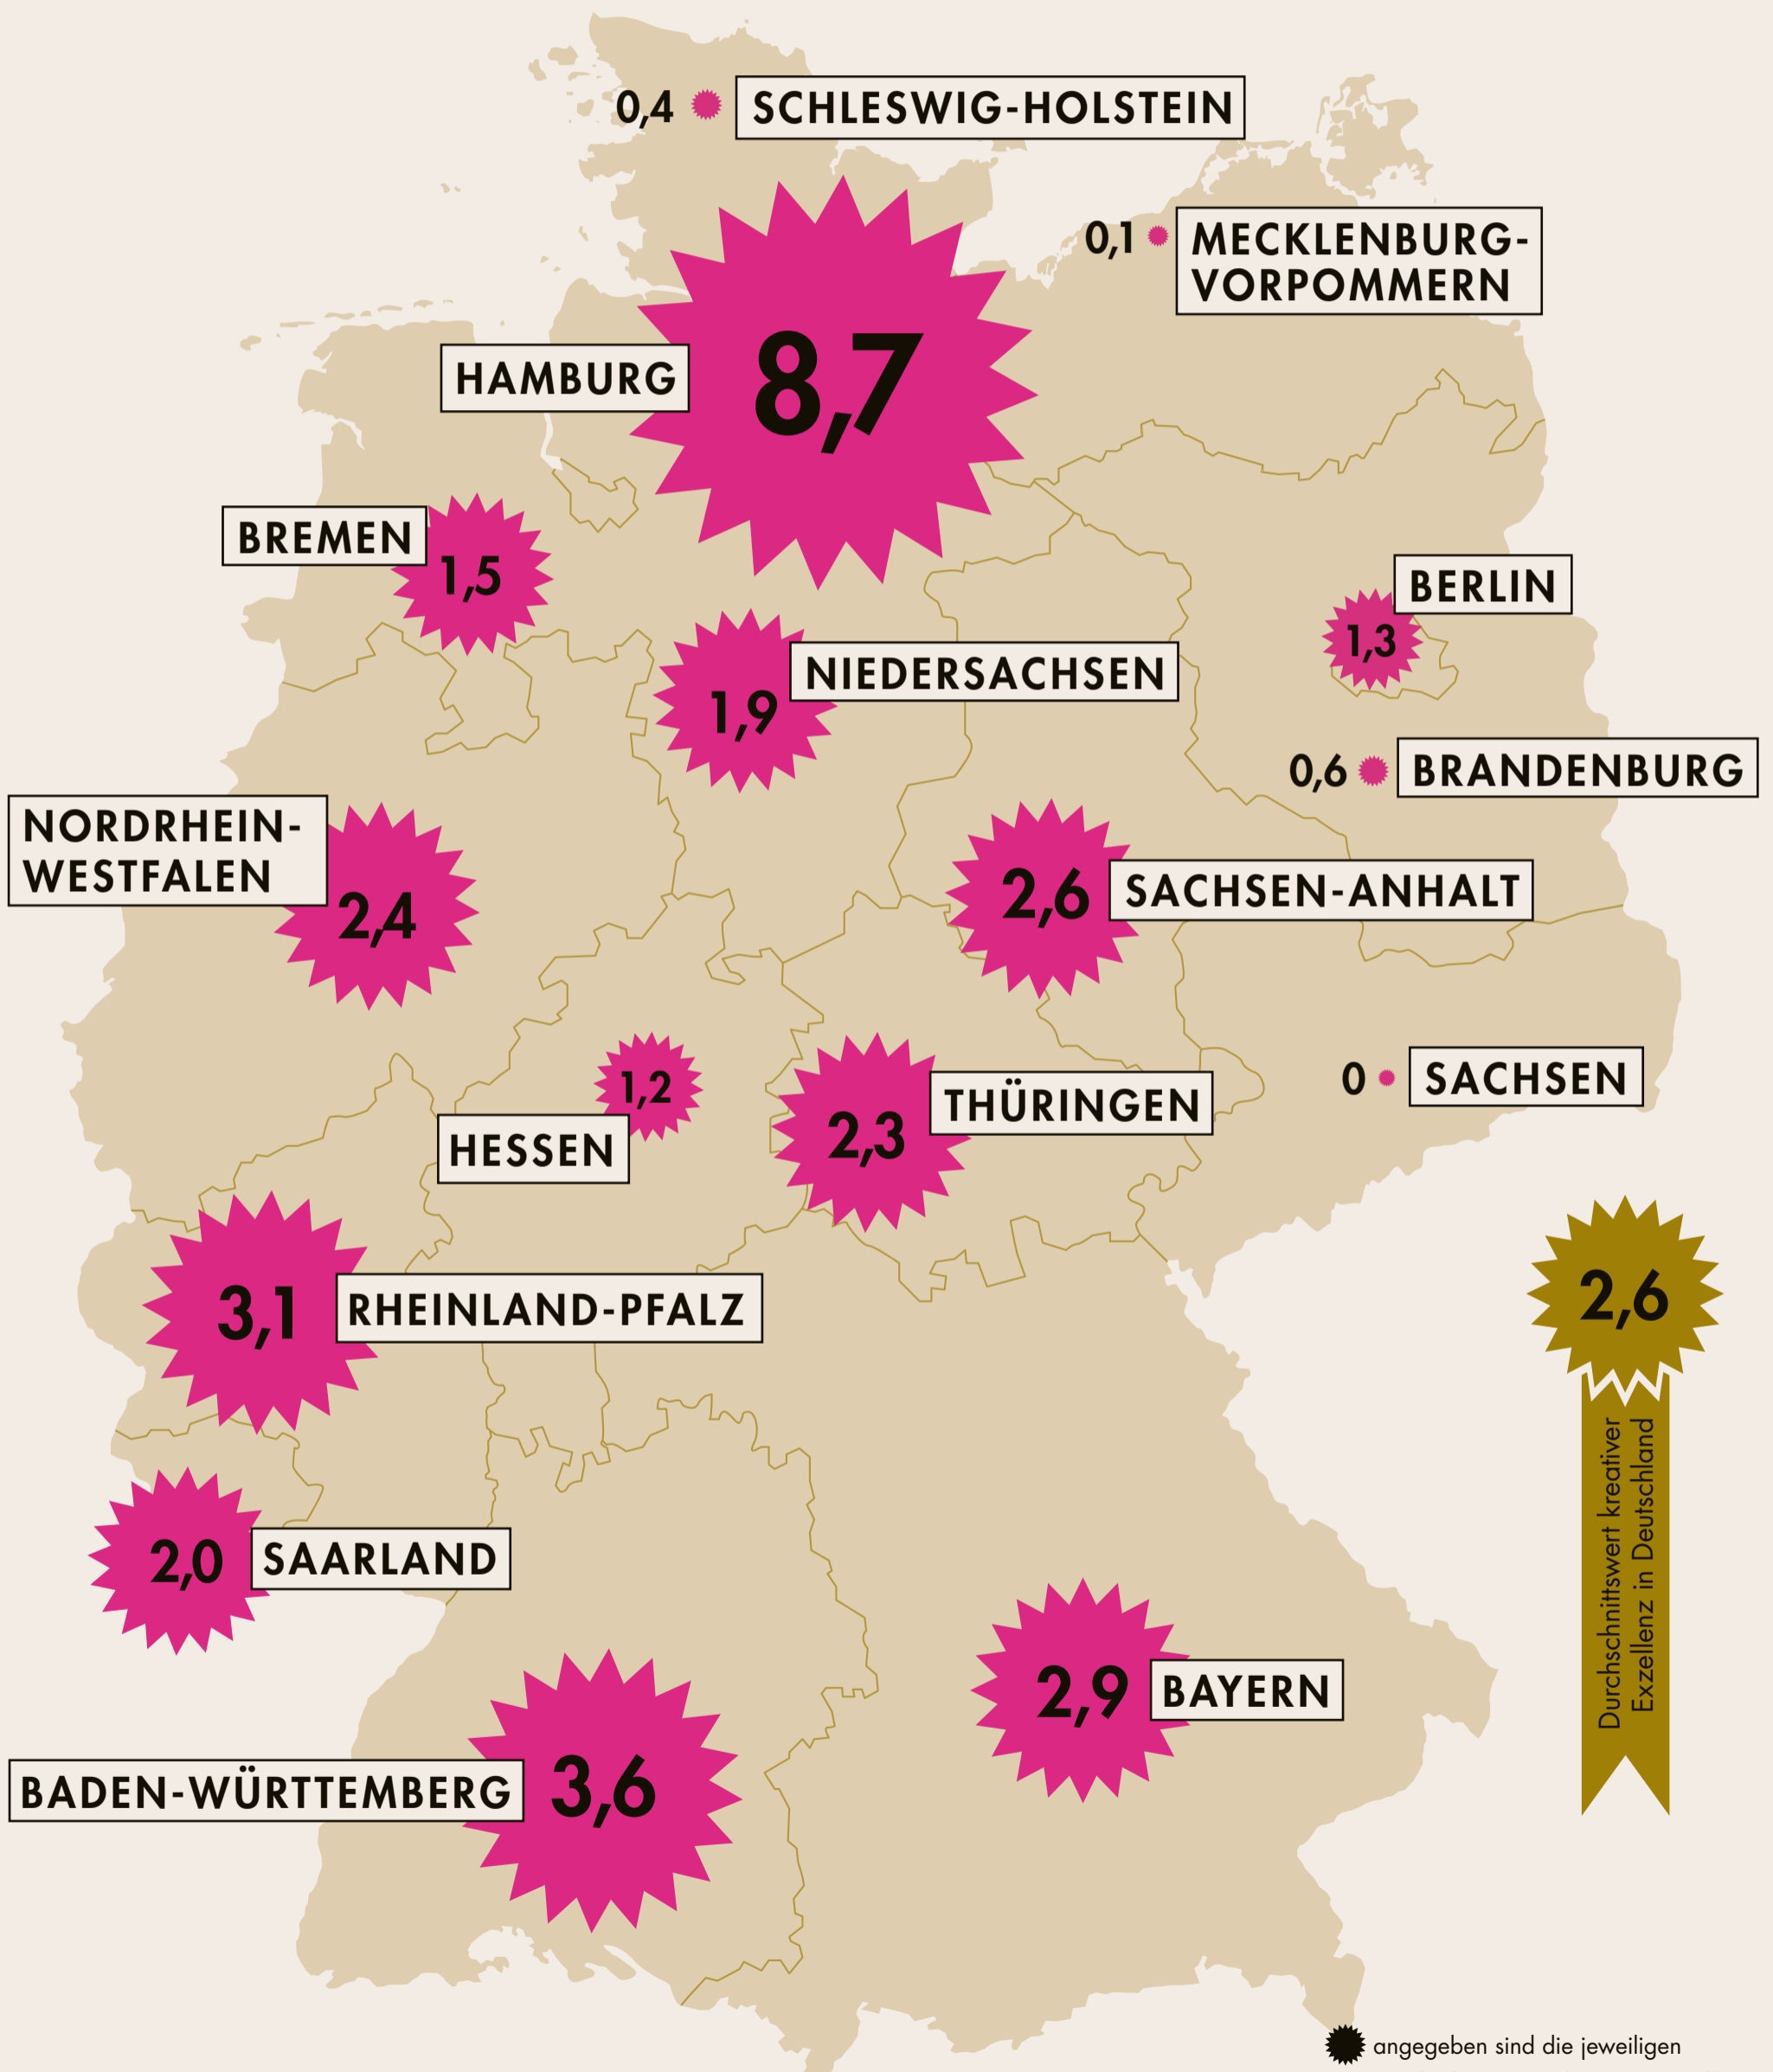 0,4 SCHLESWIG-HOLSTEIN
0,1 MECKLENBURG-
VORPOMMERN
HAMBURG 8,7
BREMEN
1,5
BERLIN
1,3
NIEDERSACHSEN
1,9
0,6 BRANDENBURG
NORDRHEIN-
WESTFALEN
2,4
2,6 SACHSEN-ANHALT
0 SACHSEN
1,2
HESSEN
THÜRINGEN
2,3
3,1 RHEINLAND-PFALZ
2,6
Durchschnittswert kreativer
Exzellenz in Deutschland
2,0 SAARLAND
2,9 BAYERN
BADEN-WÜRTTEMBERG 3,6
angegeben sind die jeweiligen